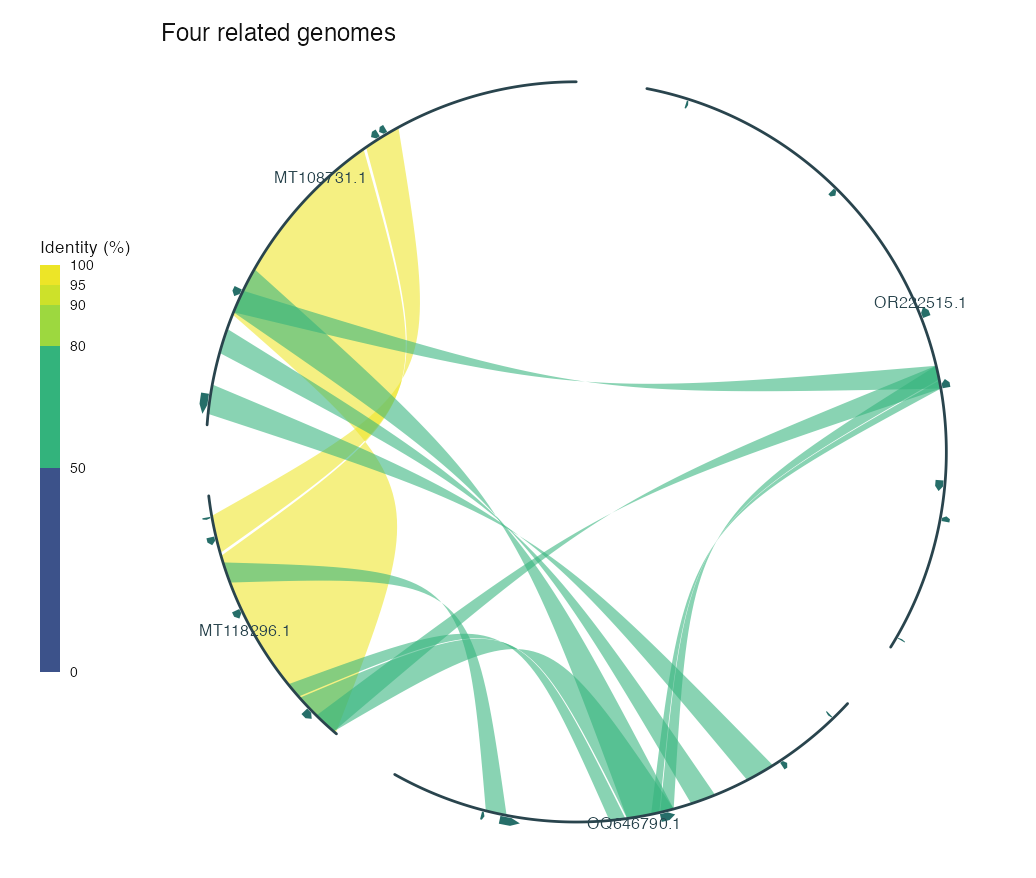 Four related genomes
MT108731.1
Identity (%)
100
95
90
80
50
0
OR222515.1
MT118296.1
OQ646790.1